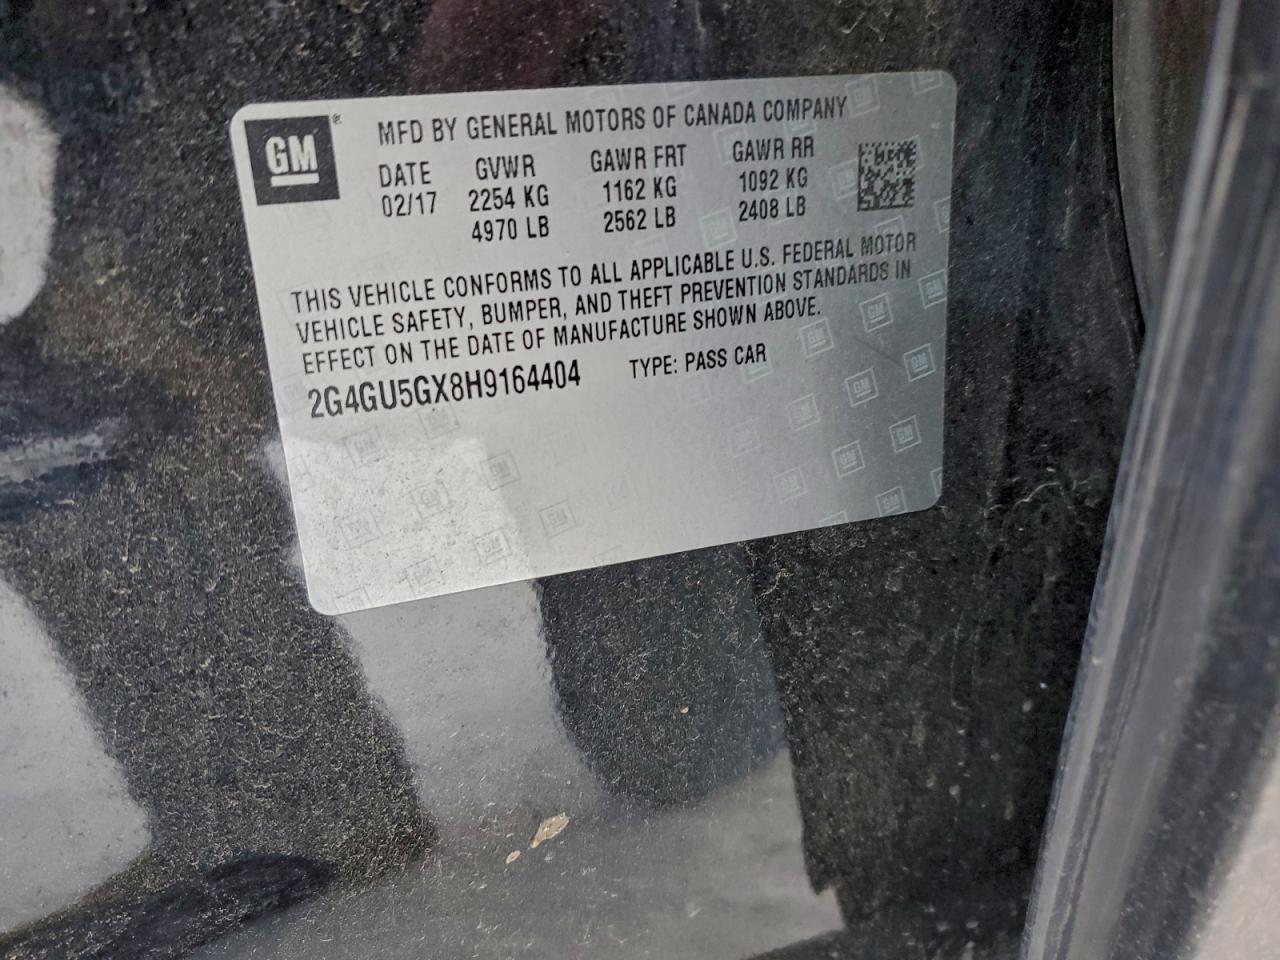 GM®
MFD BY GENERAL MOTORS OF CANADA COMPANY
DATE GVWR GAWR FRT GAWR RR
02/17 2254 KG 1162 KG 1092 KG
4970 LB 2562 LB 2408 LB
THIS VEHICLE CONFORMS TO ALL APPLICABLE U.S. FEDERAL MOTOR
VEHICLE SAFETY, BUMPER, AND THEFT PREVENTION STANDARDS IN
EFFECT ON THE DATE OF MANUFACTURE SHOWN ABOVE.
2G4GU5GX8H9164404 TYPE: PASS CAR